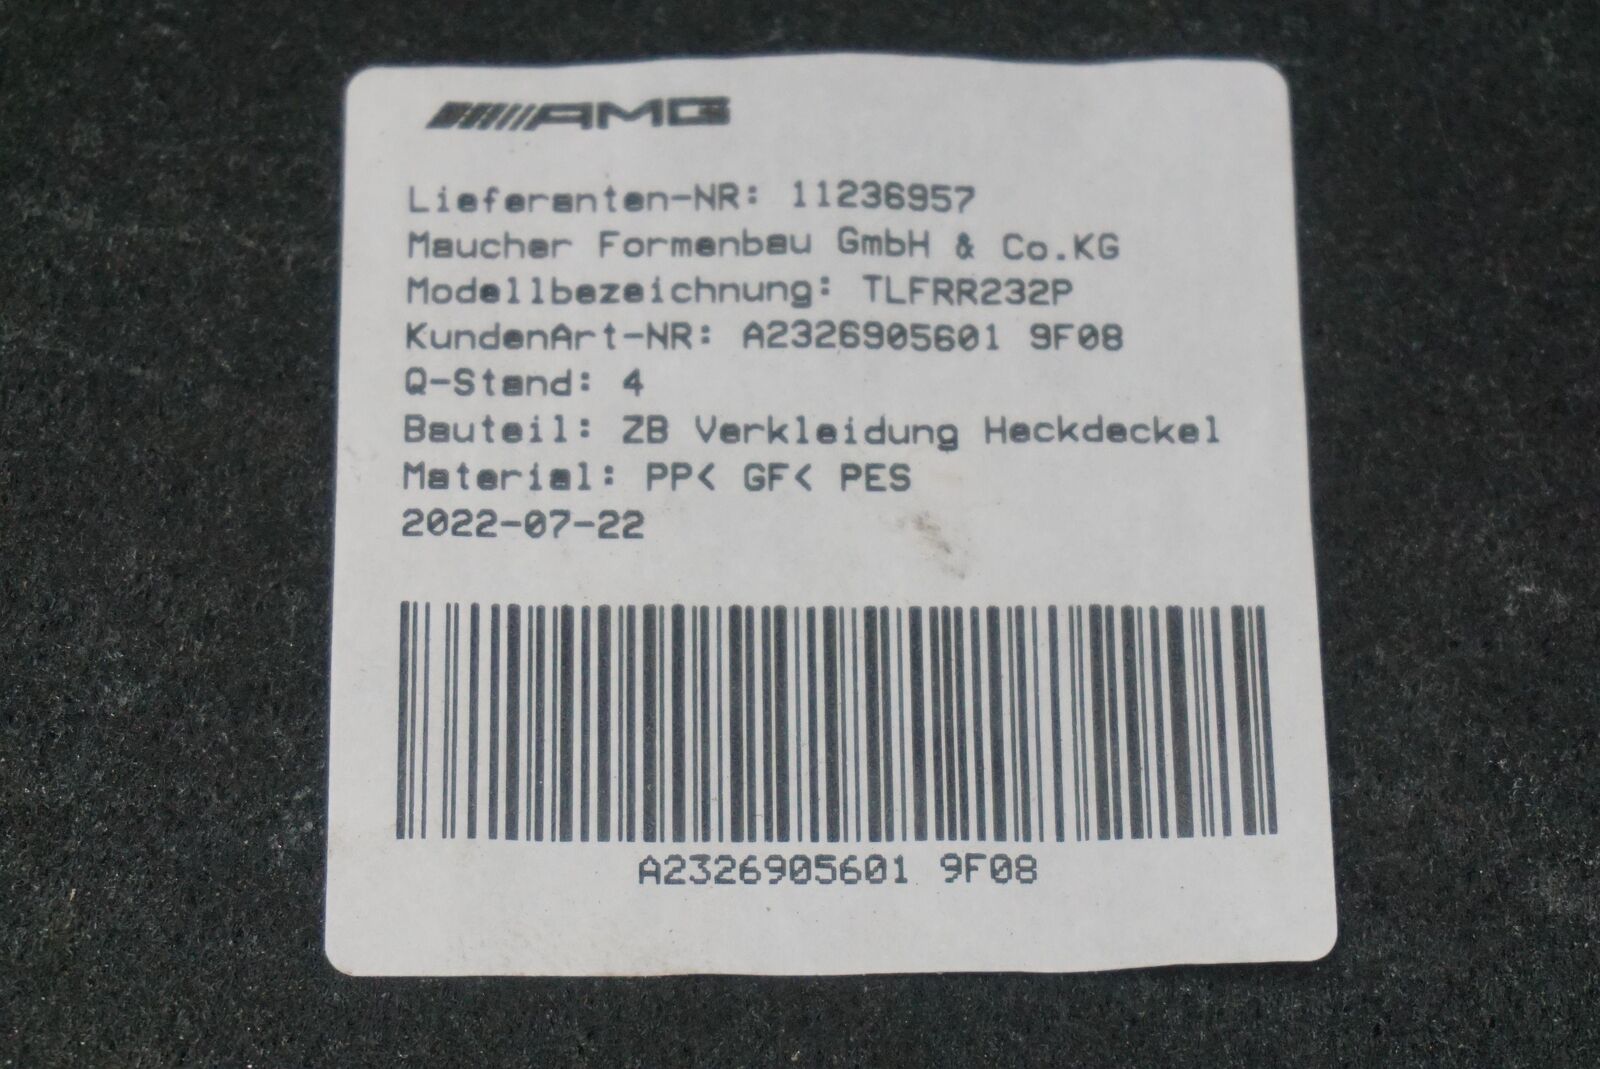 AMG
Lieferanten-NR: 11236957
Maucher Formenbau GmbH & Co.KG
Modellbezeichnung: TLFRR232P
KundenArt-NR: A2326905601 9F08
Q-Stand: 4
Bauteil: ZB Verkleidung Heckdeckel
Material: PP< GF< PES
2022-07-22
A2326905601 9F08